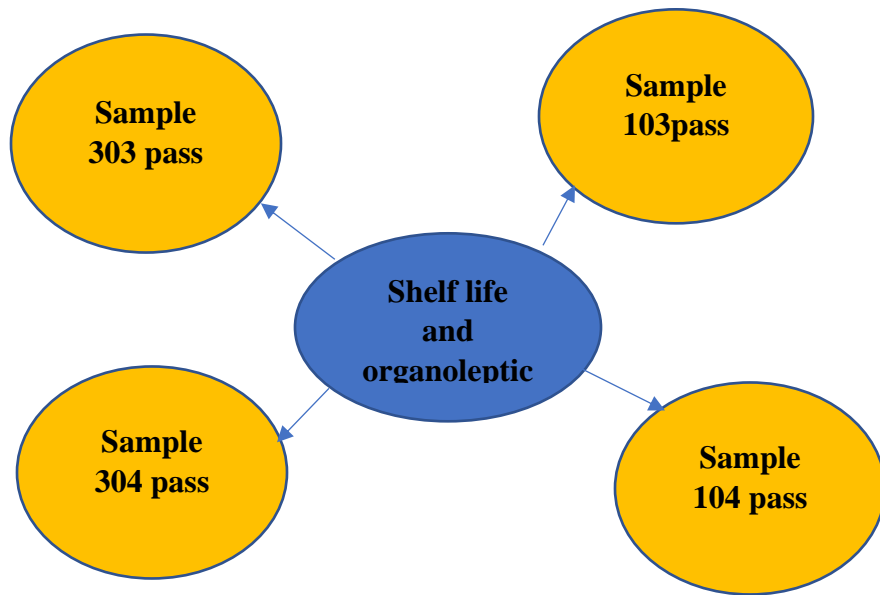 Sample
303 pass
Sample
103pass
Shelf life
and
organoleptic
Sample
304 pass
Sample
104 pass